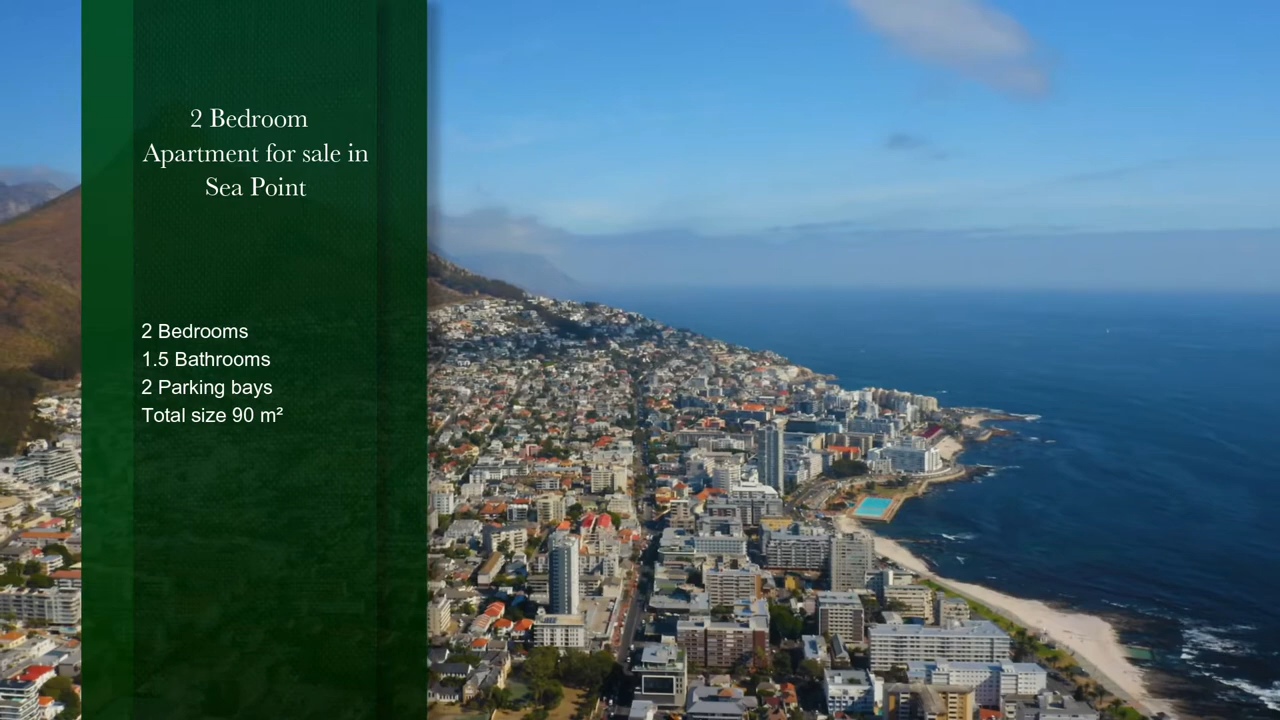 2 Bedroom
Apartment for sale in
Sea Point
2 Bedrooms
1.5 Bathrooms
2 Parking bays
Total size 90 m²